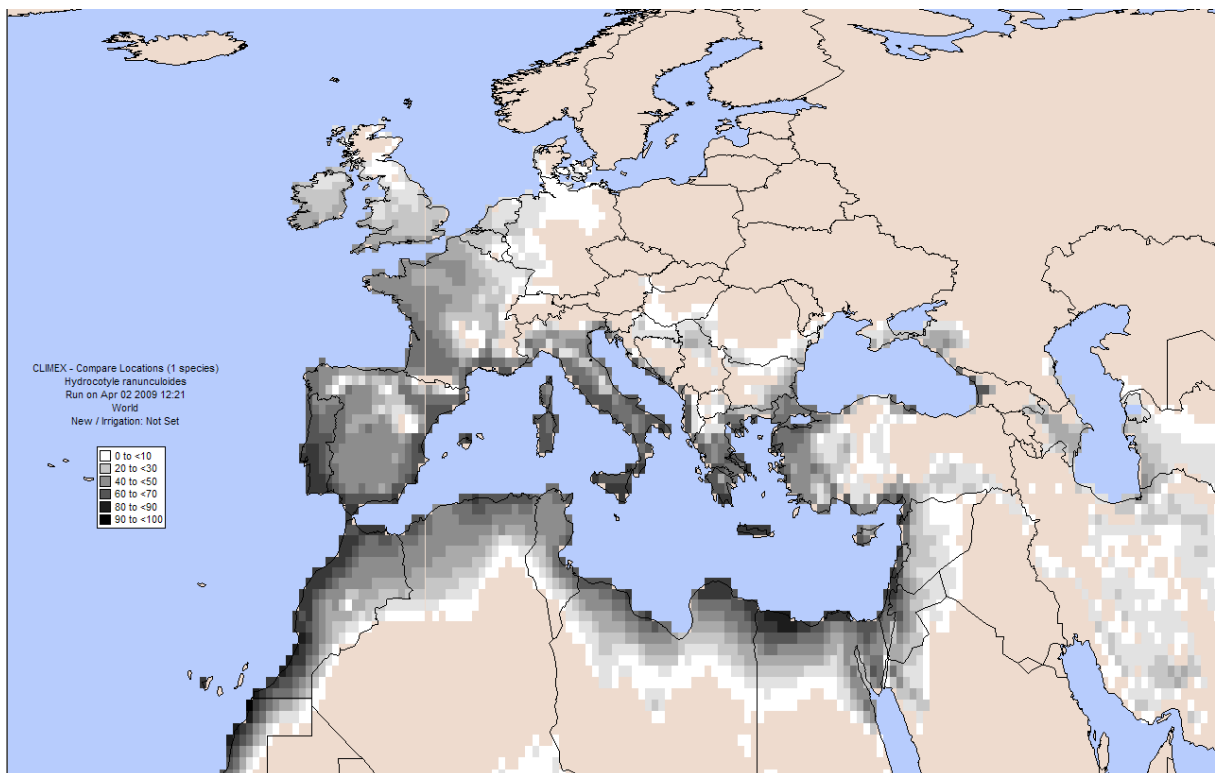 CLIMEX - Compare Locations (1 species)
Hydrocotyle ranunculoides
Run on Apr 02 2009 12:21
World
New / Irrigation: Not Set
0 to <10
20 to <30
40 to <50
60 to <70
80 to <90
90 to <100